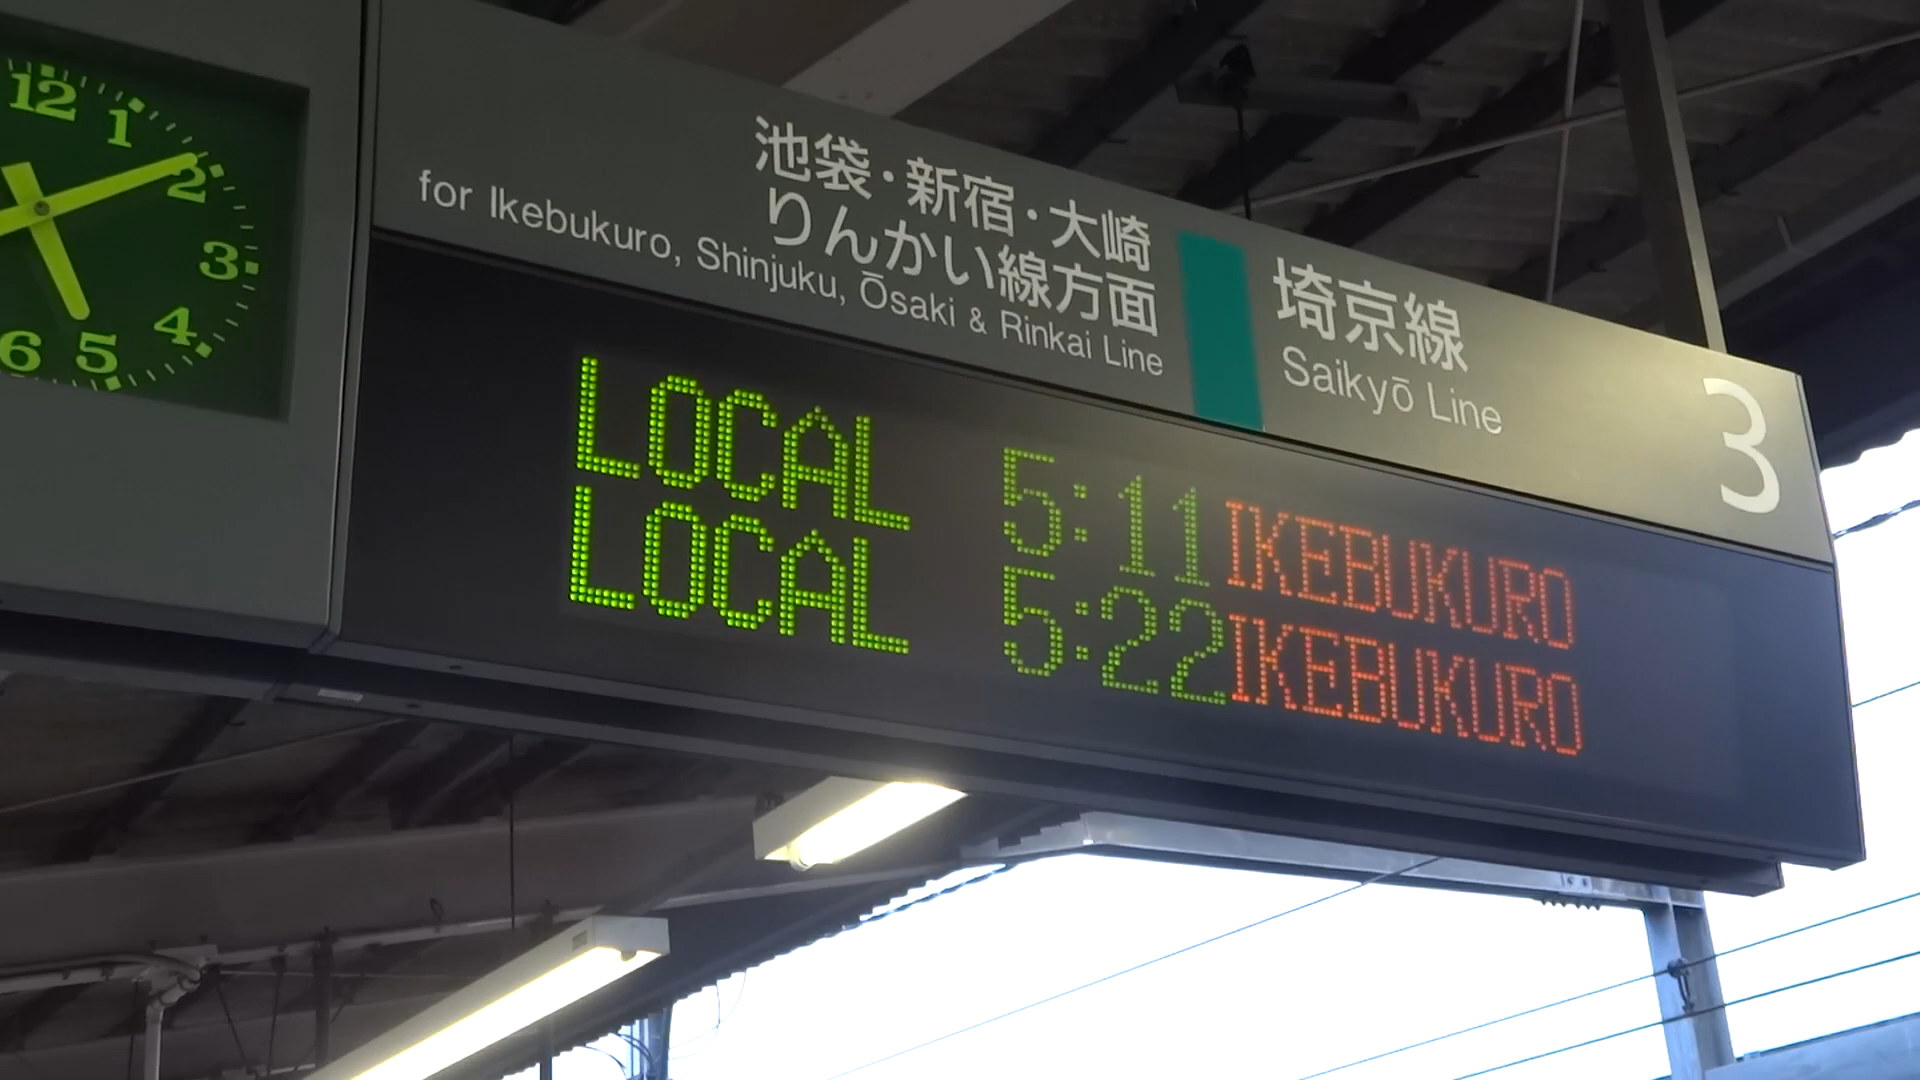 12
1
2
3
4
5
6
池袋・新宿・大崎
りんかい線方面
for Ikebukuro, Shinjuku, Ōsaki & Rinkai Line
埼京線
Saikyō Line
3
LOCAL 5:11 IKEBUKURO
LOCAL 5:22 IKEBUKURO